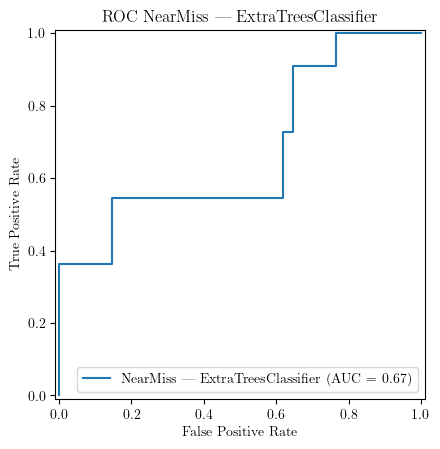 ROC NearMiss — ExtraTreesClassifier
1.0
0.8
0.6
0.4
0.2
0.0
True Positive Rate
NearMiss — ExtraTreesClassifier (AUC = 0.67)
0.0 0.2 0.4 0.6 0.8 1.0
False Positive Rate